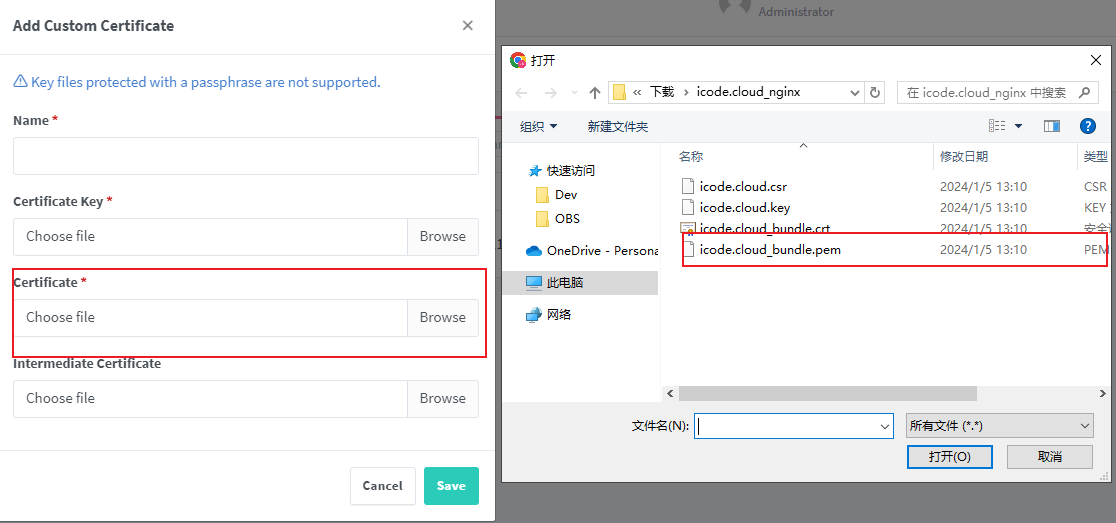 Add Custom Certificate
Key files protected with a passphrase are not supported.
Name *
Certificate Key *
Choose file
Browse
Certificate *
Choose file
Browse
Intermediate Certificate
Choose file
Browse
Cancel
Save
Administrator
打开
« 下载 › icode.cloud_nginx
在 icode.cloud_nginx 中搜索
组织
新建文件夹
快速访问
Dev
OBS
OneDrive - Persona
此电脑
网络
名称 修改日期 类型
icode.cloud.csr 2024/1/5 13:10 CSR
icode.cloud.key 2024/1/5 13:10 KEY
icode.cloud_bundle.crt 2024/1/5 13:10 安全
icode.cloud_bundle.pem 2024/1/5 13:10 PEM
文件名(N):
所有文件 (*.*)
打开(O)
取消